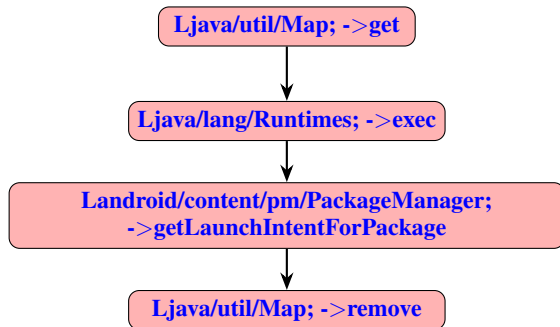 Ljava/util/Map; ->get
Ljava/lang/Runtimes; ->exec
Landroid/content/pm/PackageManager;
->getLaunchIntentForPackage
Ljava/util/Map; ->remove